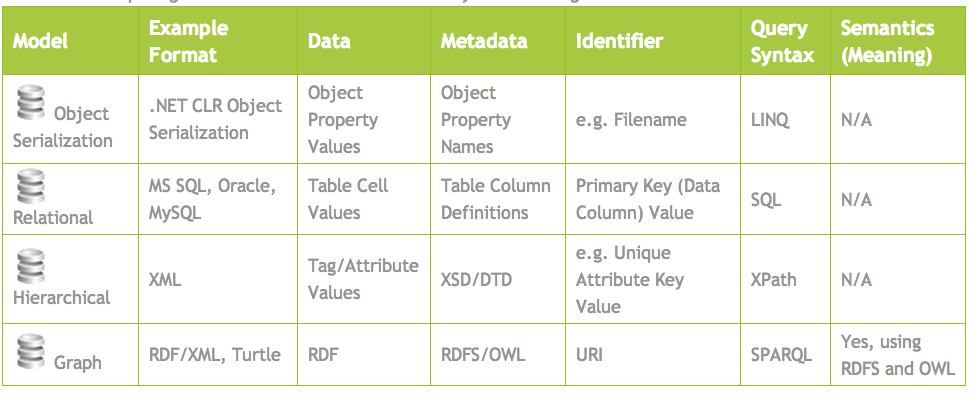 Model
Example
Format
Data
Metadata
Identifier
Query
Syntax
Semantics
(Meaning)
Object
Serialization
.NET CLR Object
Serialization
Object
Property
Values
Object
Property
Names
e.g. Filename
LINQ
N/A
Relational
MS SQL, Oracle,
MySQL
Table Cell
Values
Table Column
Definitions
Primary Key (Data
Column) Value
SQL
N/A
Hierarchical
XML
Tag/Attribute
Values
XSD/DTD
e.g. Unique
Attribute Key
Value
XPath
N/A
Graph
RDF/XML, Turtle
RDF
RDFS/OWL
URI
SPARQL
Yes, using
RDFS and OWL